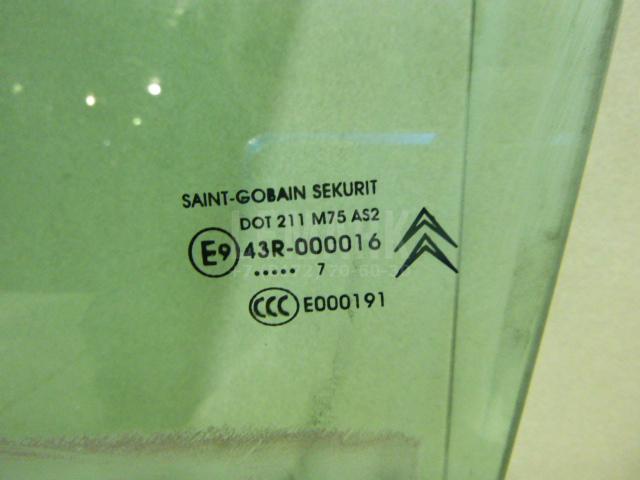 SAINT-GOBAIN SEKURIT
DOT 211 M75 AS2
E9 43R-000016
..... 7
CCC E000191